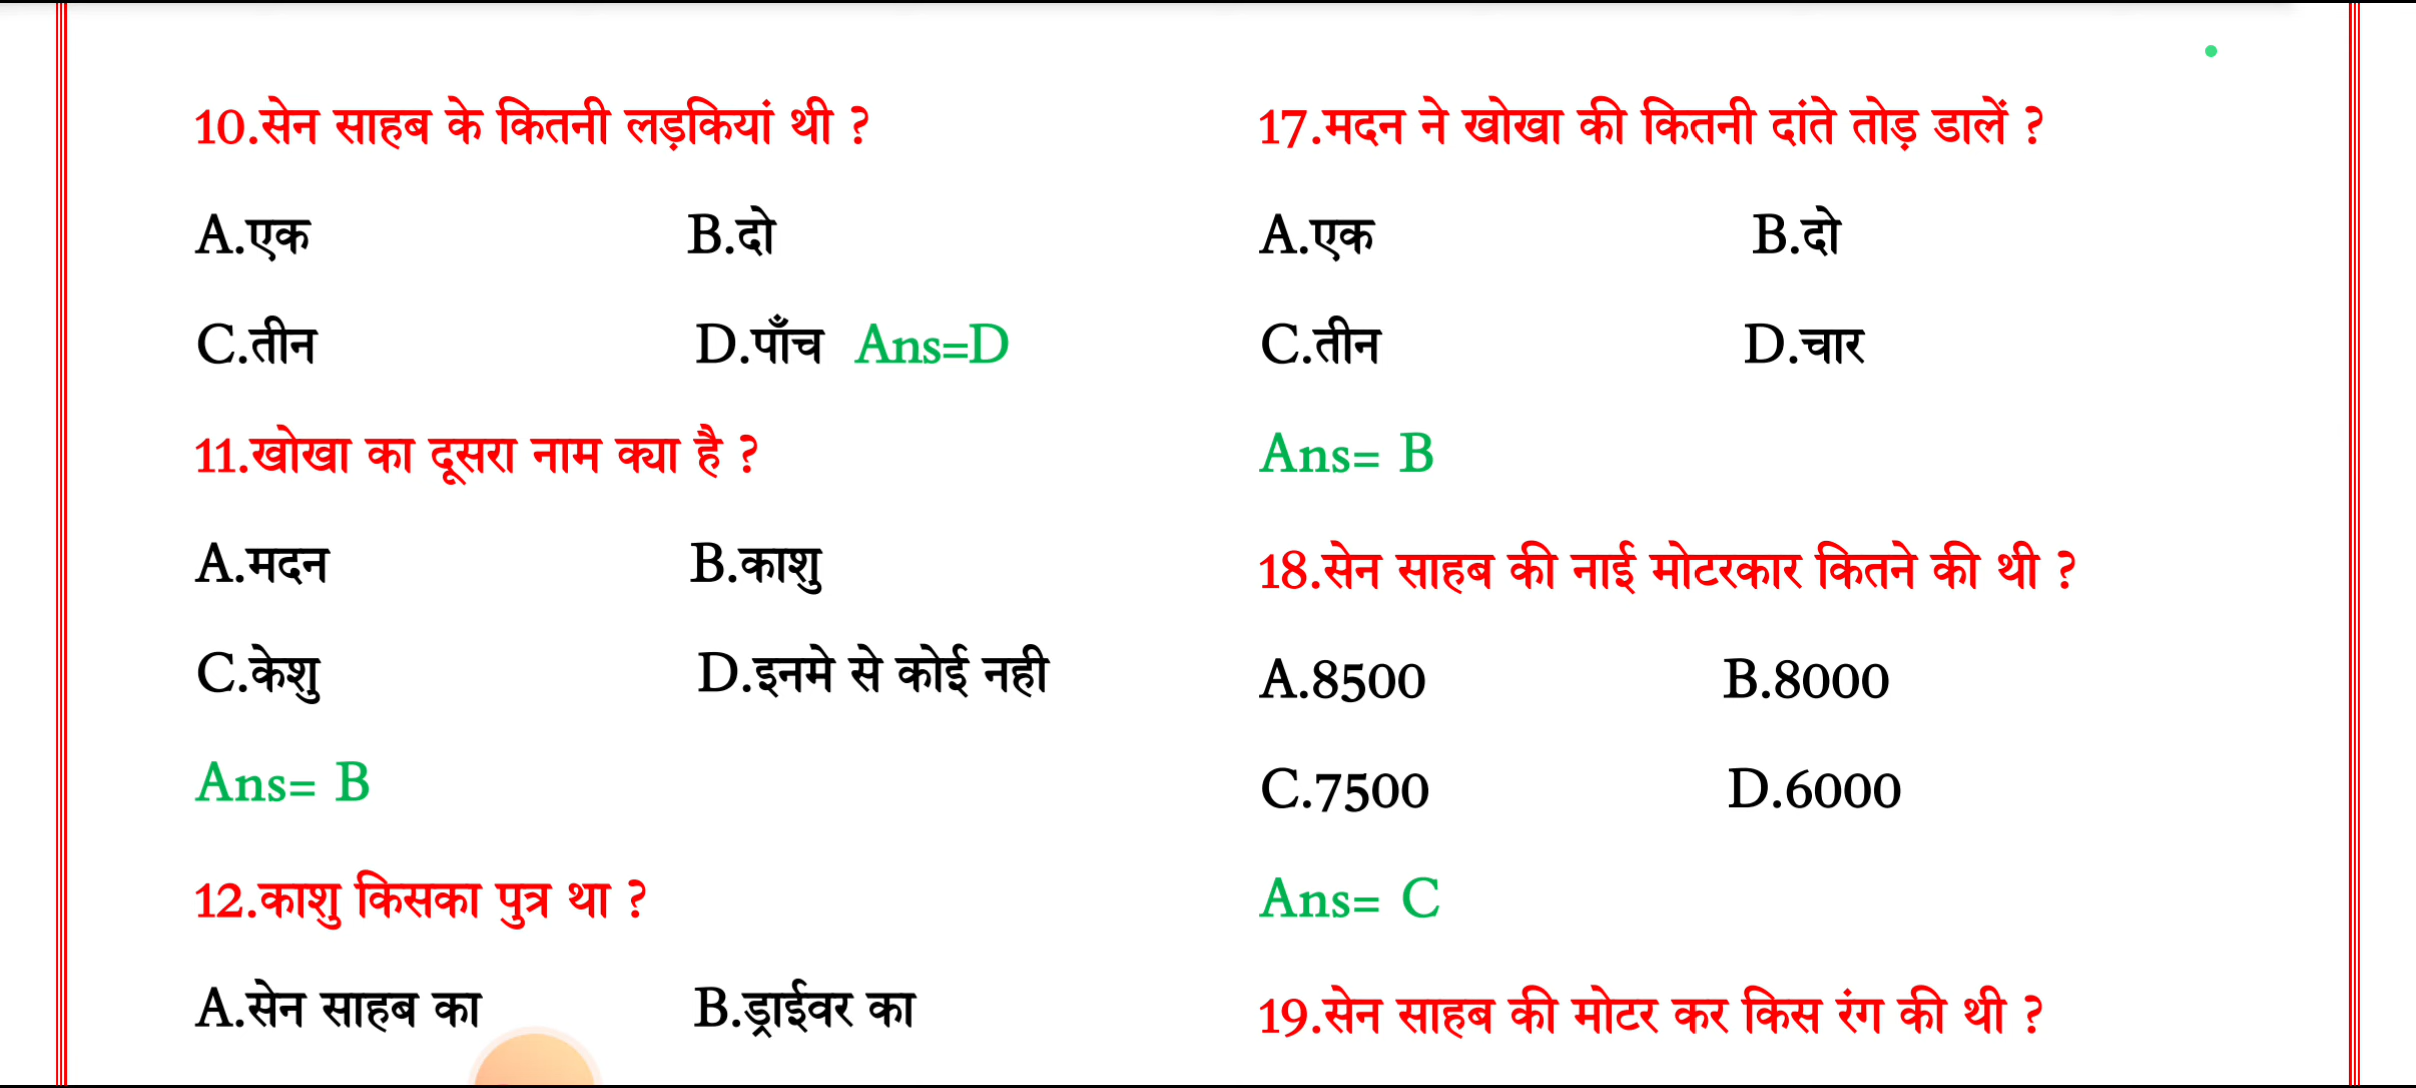 10.सेन साहब के कितनी लड़कियां थी ?
A.एक B.दो
C.तीन D.पाँच Ans=D
11.खोखा का दूसरा नाम क्या है ?
A.मदन B.काशु
C.केशु D.इनमे से कोई नही
Ans= B
12.काशु किसका पुत्र था ?
A.सेन साहब का B.ड्राईवर का
17.मदन ने खोखा की कितनी दांते तोड़ डालें ?
A.एक B.दो
C.तीन D.चार
Ans= B
18.सेन साहब की नाई मोटरकार कितने की थी ?
A.8500 B.8000
C.7500 D.6000
Ans= C
19.सेन साहब की मोटर कर किस रंग की थी ?